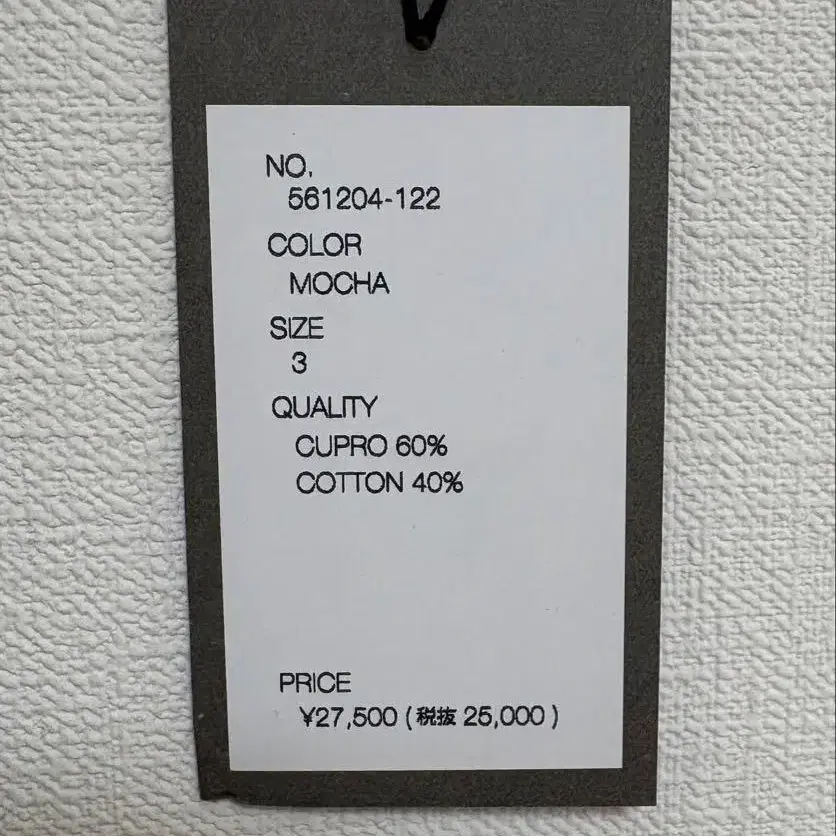 NO.
561204-122
COLOR
MOCHA
SIZE
3
QUALITY
CUPRO 60%
COTTON 40%
PRICE
¥27,500 (税抜 25,000)